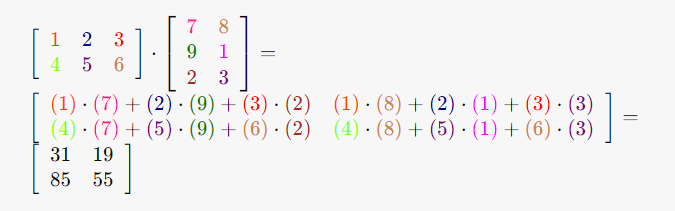 [ 1 2 3
4 5 6 ] · [ 7 8
9 1
2 3 ] =
[ (1) · (7) + (2) · (9) + (3) · (2) (1) · (8) + (2) · (1) + (3) · (3)
(4) · (7) + (5) · (9) + (6) · (2) (4) · (8) + (5) · (1) + (6) · (3) ] =
[ 31 19
85 55 ]